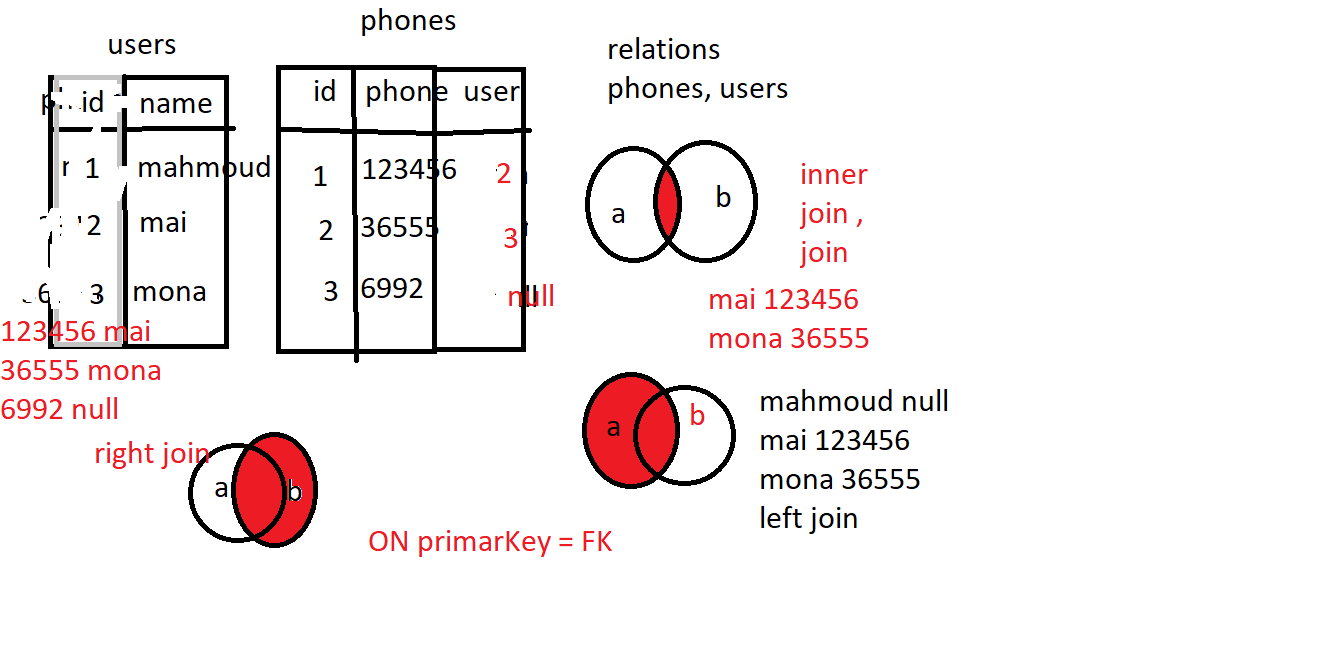 users
id name
1 mahmoud
2 mai
3 mona
phones
id phone user
1 123456 2
2 36555 3
3 6992 null
relations
phones, users
a b
inner
join ,
join
mai 123456
mona 36555
123456 mai
36555 mona
6992 null
right join
a b
a b
mahmoud null
mai 123456
mona 36555
left join
ON primarKey = FK